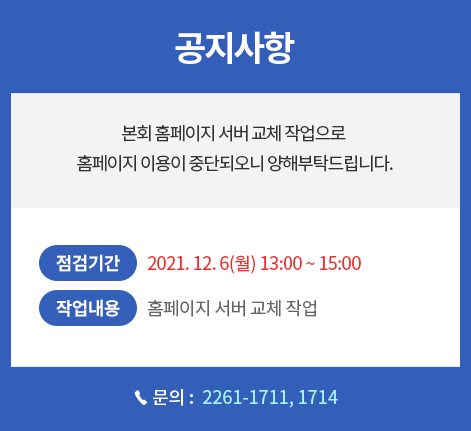 공지사항
본회 홈페이지 서버 교체 작업으로
홈페이지 이용이 중단되오니 양해부탁드립니다.
점검기간 2021. 12. 6(월) 13:00 ~ 15:00
작업내용 홈페이지 서버 교체 작업
문의 : 2261-1711, 1714